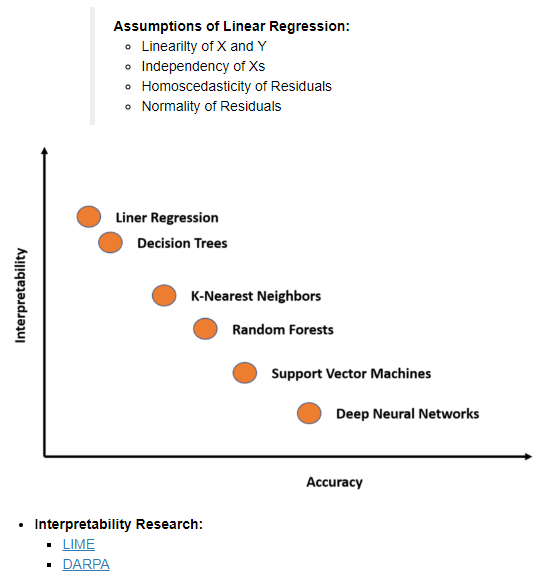 Assumptions of Linear Regression:
Linearilty of X and Y
Independency of Xs
Homoscedasticity of Residuals
Normality of Residuals
Interpretability
Liner Regression
Decision Trees
K-Nearest Neighbors
Random Forests
Support Vector Machines
Deep Neural Networks
Accuracy
Interpretability Research:
LIME
DARPA